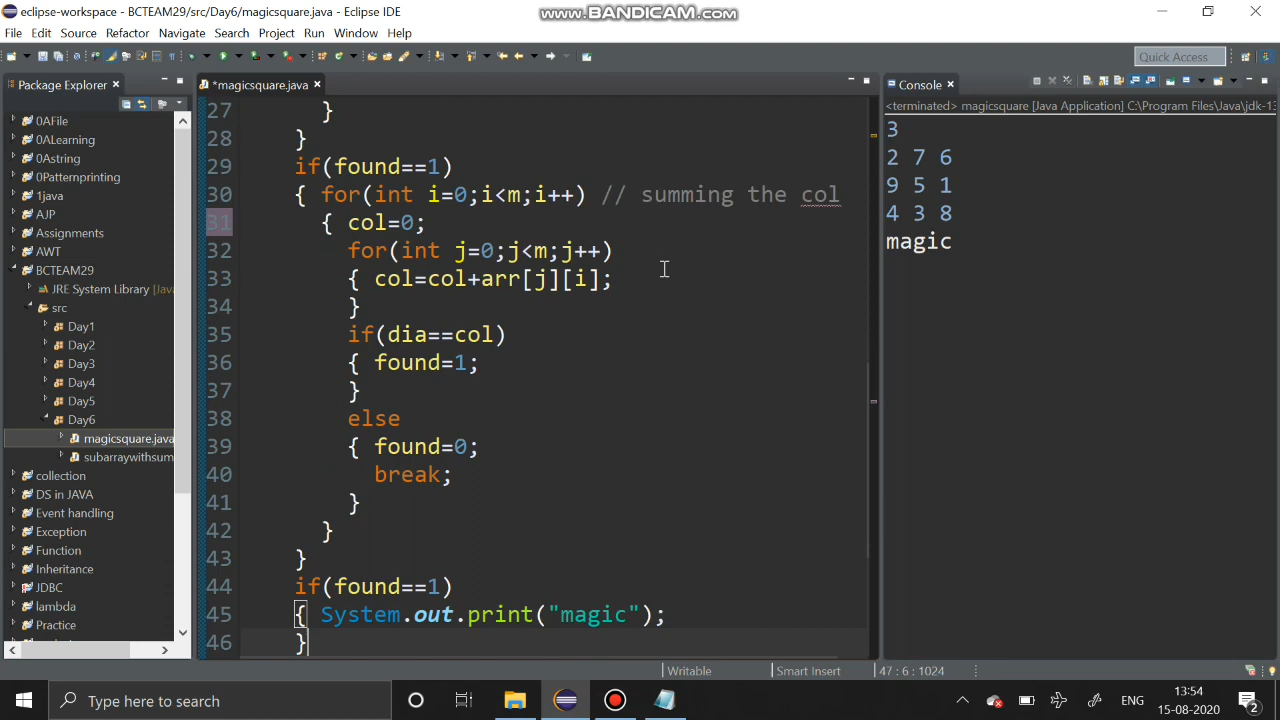 eclipse-workspace - BCTEAM29/src/Day6/magicsquare.java - Eclipse IDE
www.BANDICAM.com
File Edit Source Refactor Navigate Search Project Run Window Help
Quick Access
Package Explorer
*magicsquare.java
Console
<terminated> magicsquare [Java Application] C:\Program Files\Java\jdk-13
0AFile
0ALearning
0Astring
0Patternprinting
1java
AJP
Assignments
AWT
BCTEAM29
JRE System Library [Java
src
Day1
Day2
Day3
Day4
Day5
Day6
magicsquare.java
subarraywithsum
collection
DS in JAVA
Event handling
Exception
Function
Inheritance
JDBC
lambda
Practice
27 }
28 }
29 if(found==1)
30 { for(int i=0;i<m;i++) // summing the col
31 { col=0;
32 for(int j=0;j<m;j++)
33 { col=col+arr[j][i];
34 }
35 if(dia==col)
36 { found=1;
37 }
38 else
39 { found=0;
40 break;
41 }
42 }
43 }
44 if(found==1)
45 { System.out.print("magic");
46 }
3
2 7 6
9 5 1
4 3 8
magic
Writable
Smart Insert
47 : 6 : 1024
Type here to search
ENG
13:54
15-08-2020
2